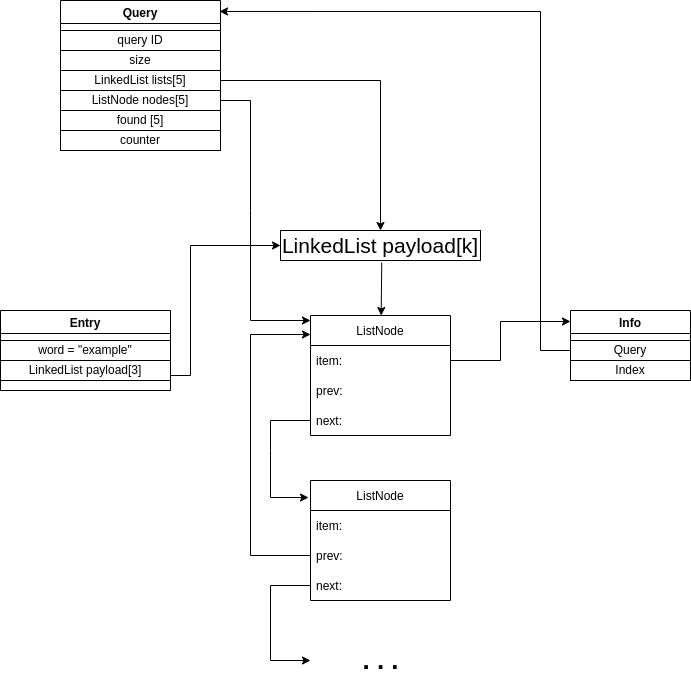 Query
query ID
size
LinkedList lists[5]
ListNode nodes[5]
found [5]
counter
LinkedList payload[k]
Entry
word = "example"
LinkedList payload[3]
ListNode
item:
prev:
next:
Info
Query
Index
ListNode
item:
prev:
next:
...